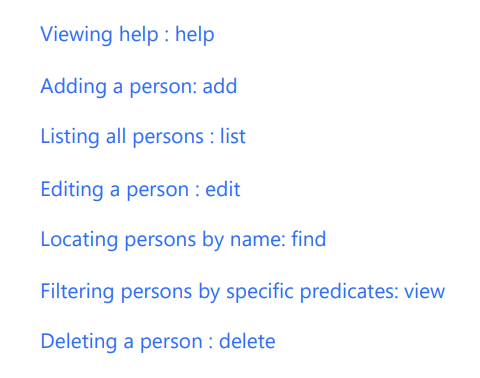 Viewing help : help
Adding a person: add
Listing all persons : list
Editing a person : edit
Locating persons by name: find
Filtering persons by specific predicates: view
Deleting a person : delete